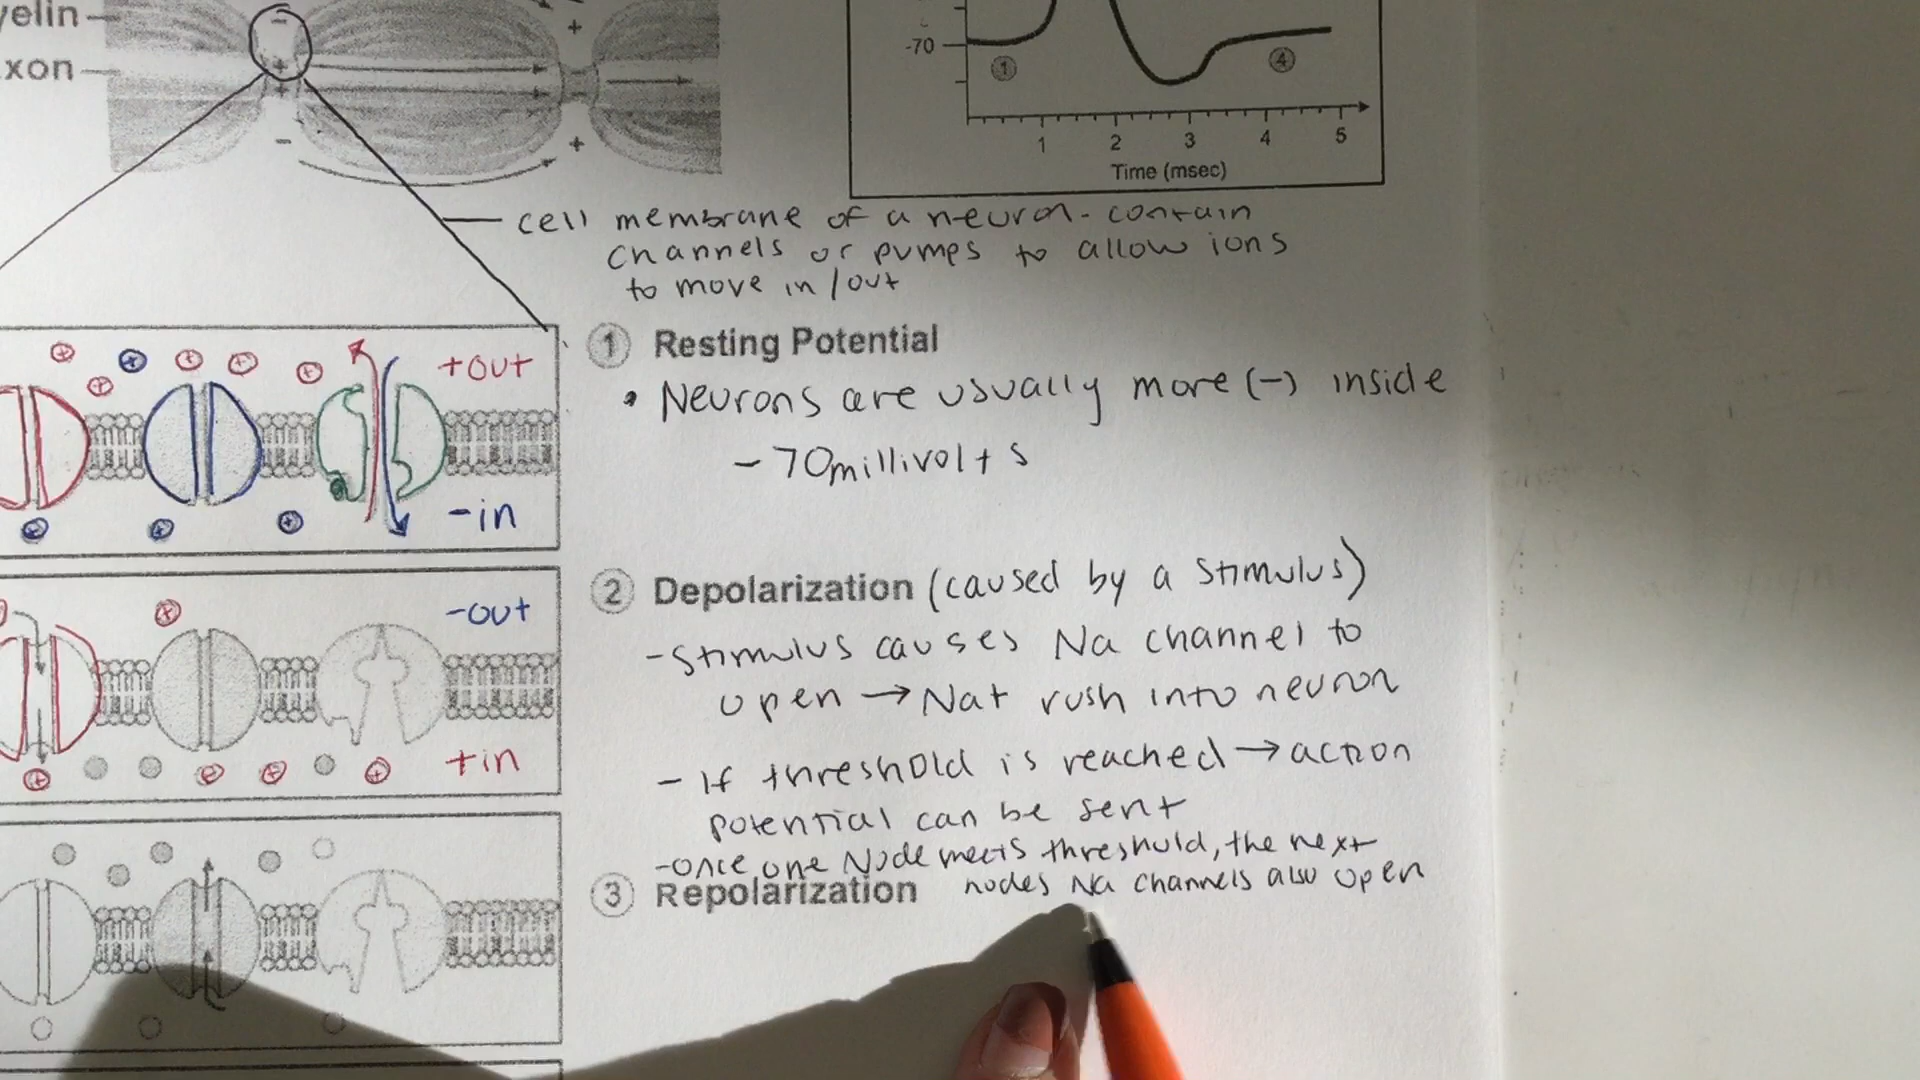 yelin
xon
-
+
+
-
+
+
-70
1
4
1 2 3 4 5
Time (msec)
cell membrane of a neuron - contain
channels or pumps to allow ions
to move in/out
+out
-in
1 Resting Potential
• Neurons are usually more (-) inside
-70millivolts
-out
+in
2 Depolarization (caused by a stimulus)
- Stimulus causes Na channel to
open → Na+ rush into neuron
- If threshold is reached → action
potential can be sent
- once one Node meets threshold, the next
nodes Na channels also open
3 Repolarization